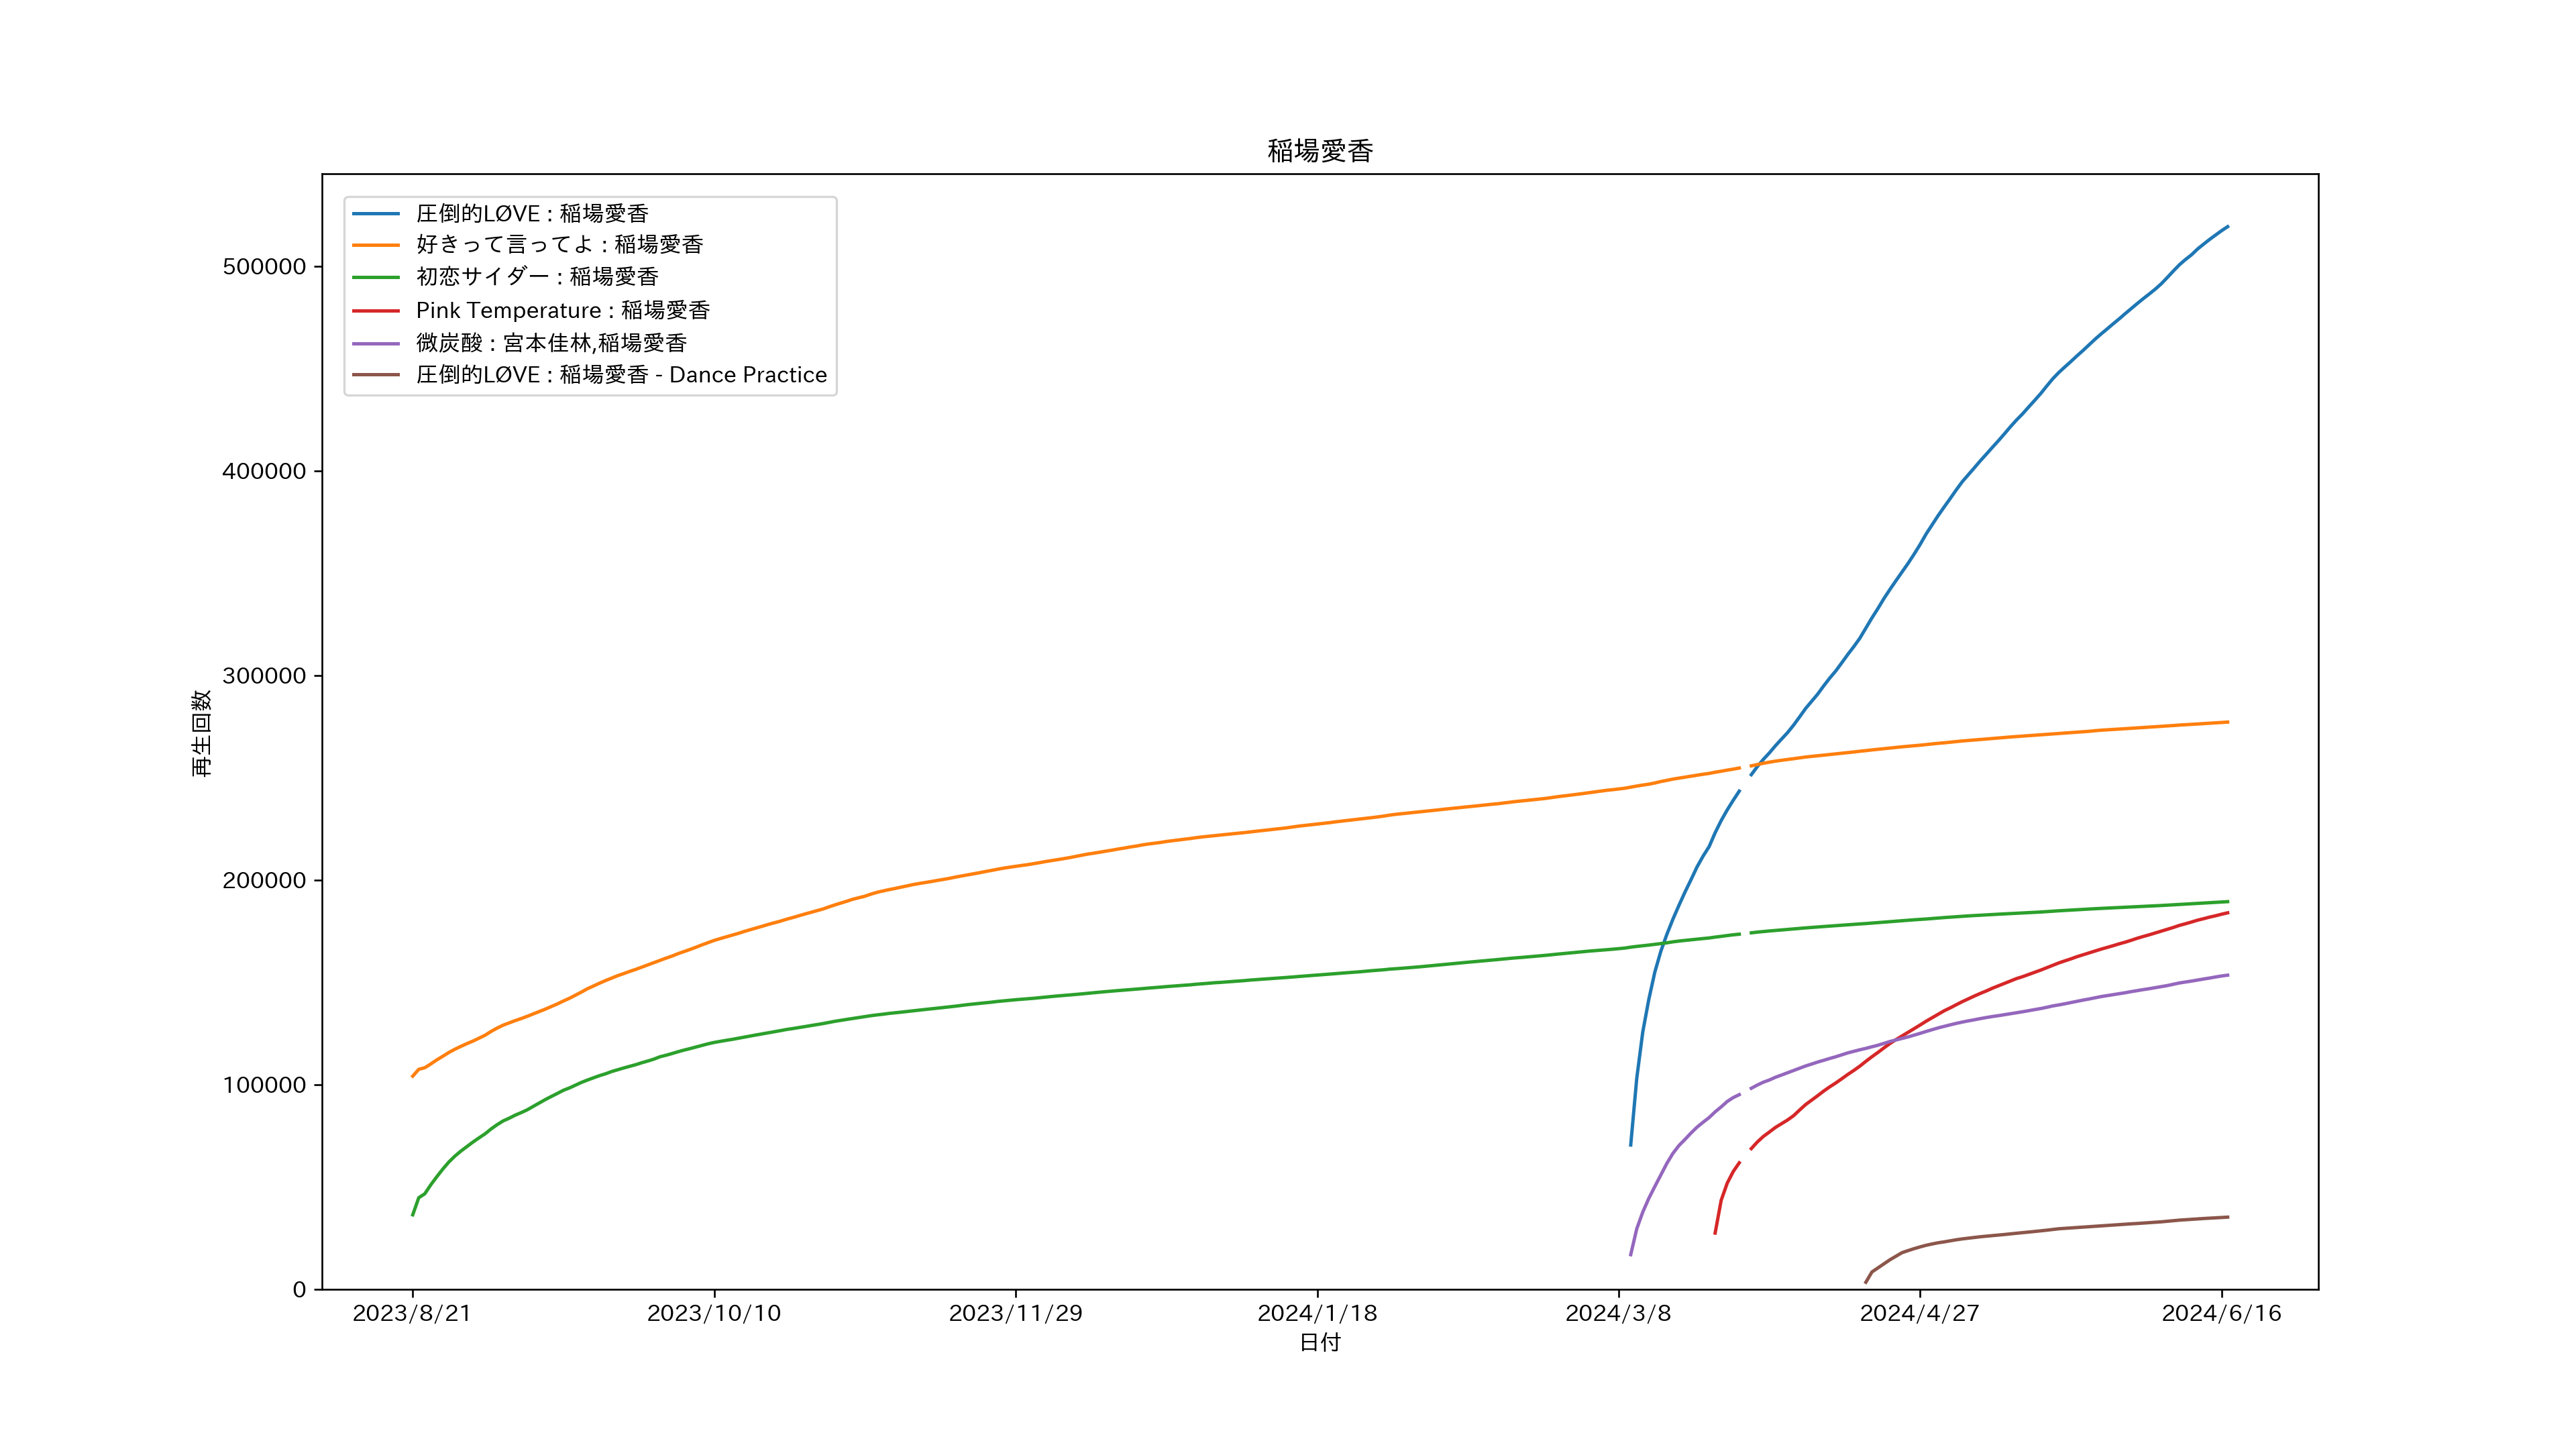 稲場愛香
圧倒的LØVE : 稲場愛香
好きって言ってよ : 稲場愛香
初恋サイダー : 稲場愛香
Pink Temperature : 稲場愛香
微炭酸 : 宮本佳林,稲場愛香
圧倒的LØVE : 稲場愛香 - Dance Practice
500000
400000
300000
200000
100000
0
再生回数
2023/8/21 2023/10/10 2023/11/29 2024/1/18 2024/3/8 2024/4/27 2024/6/16
日付